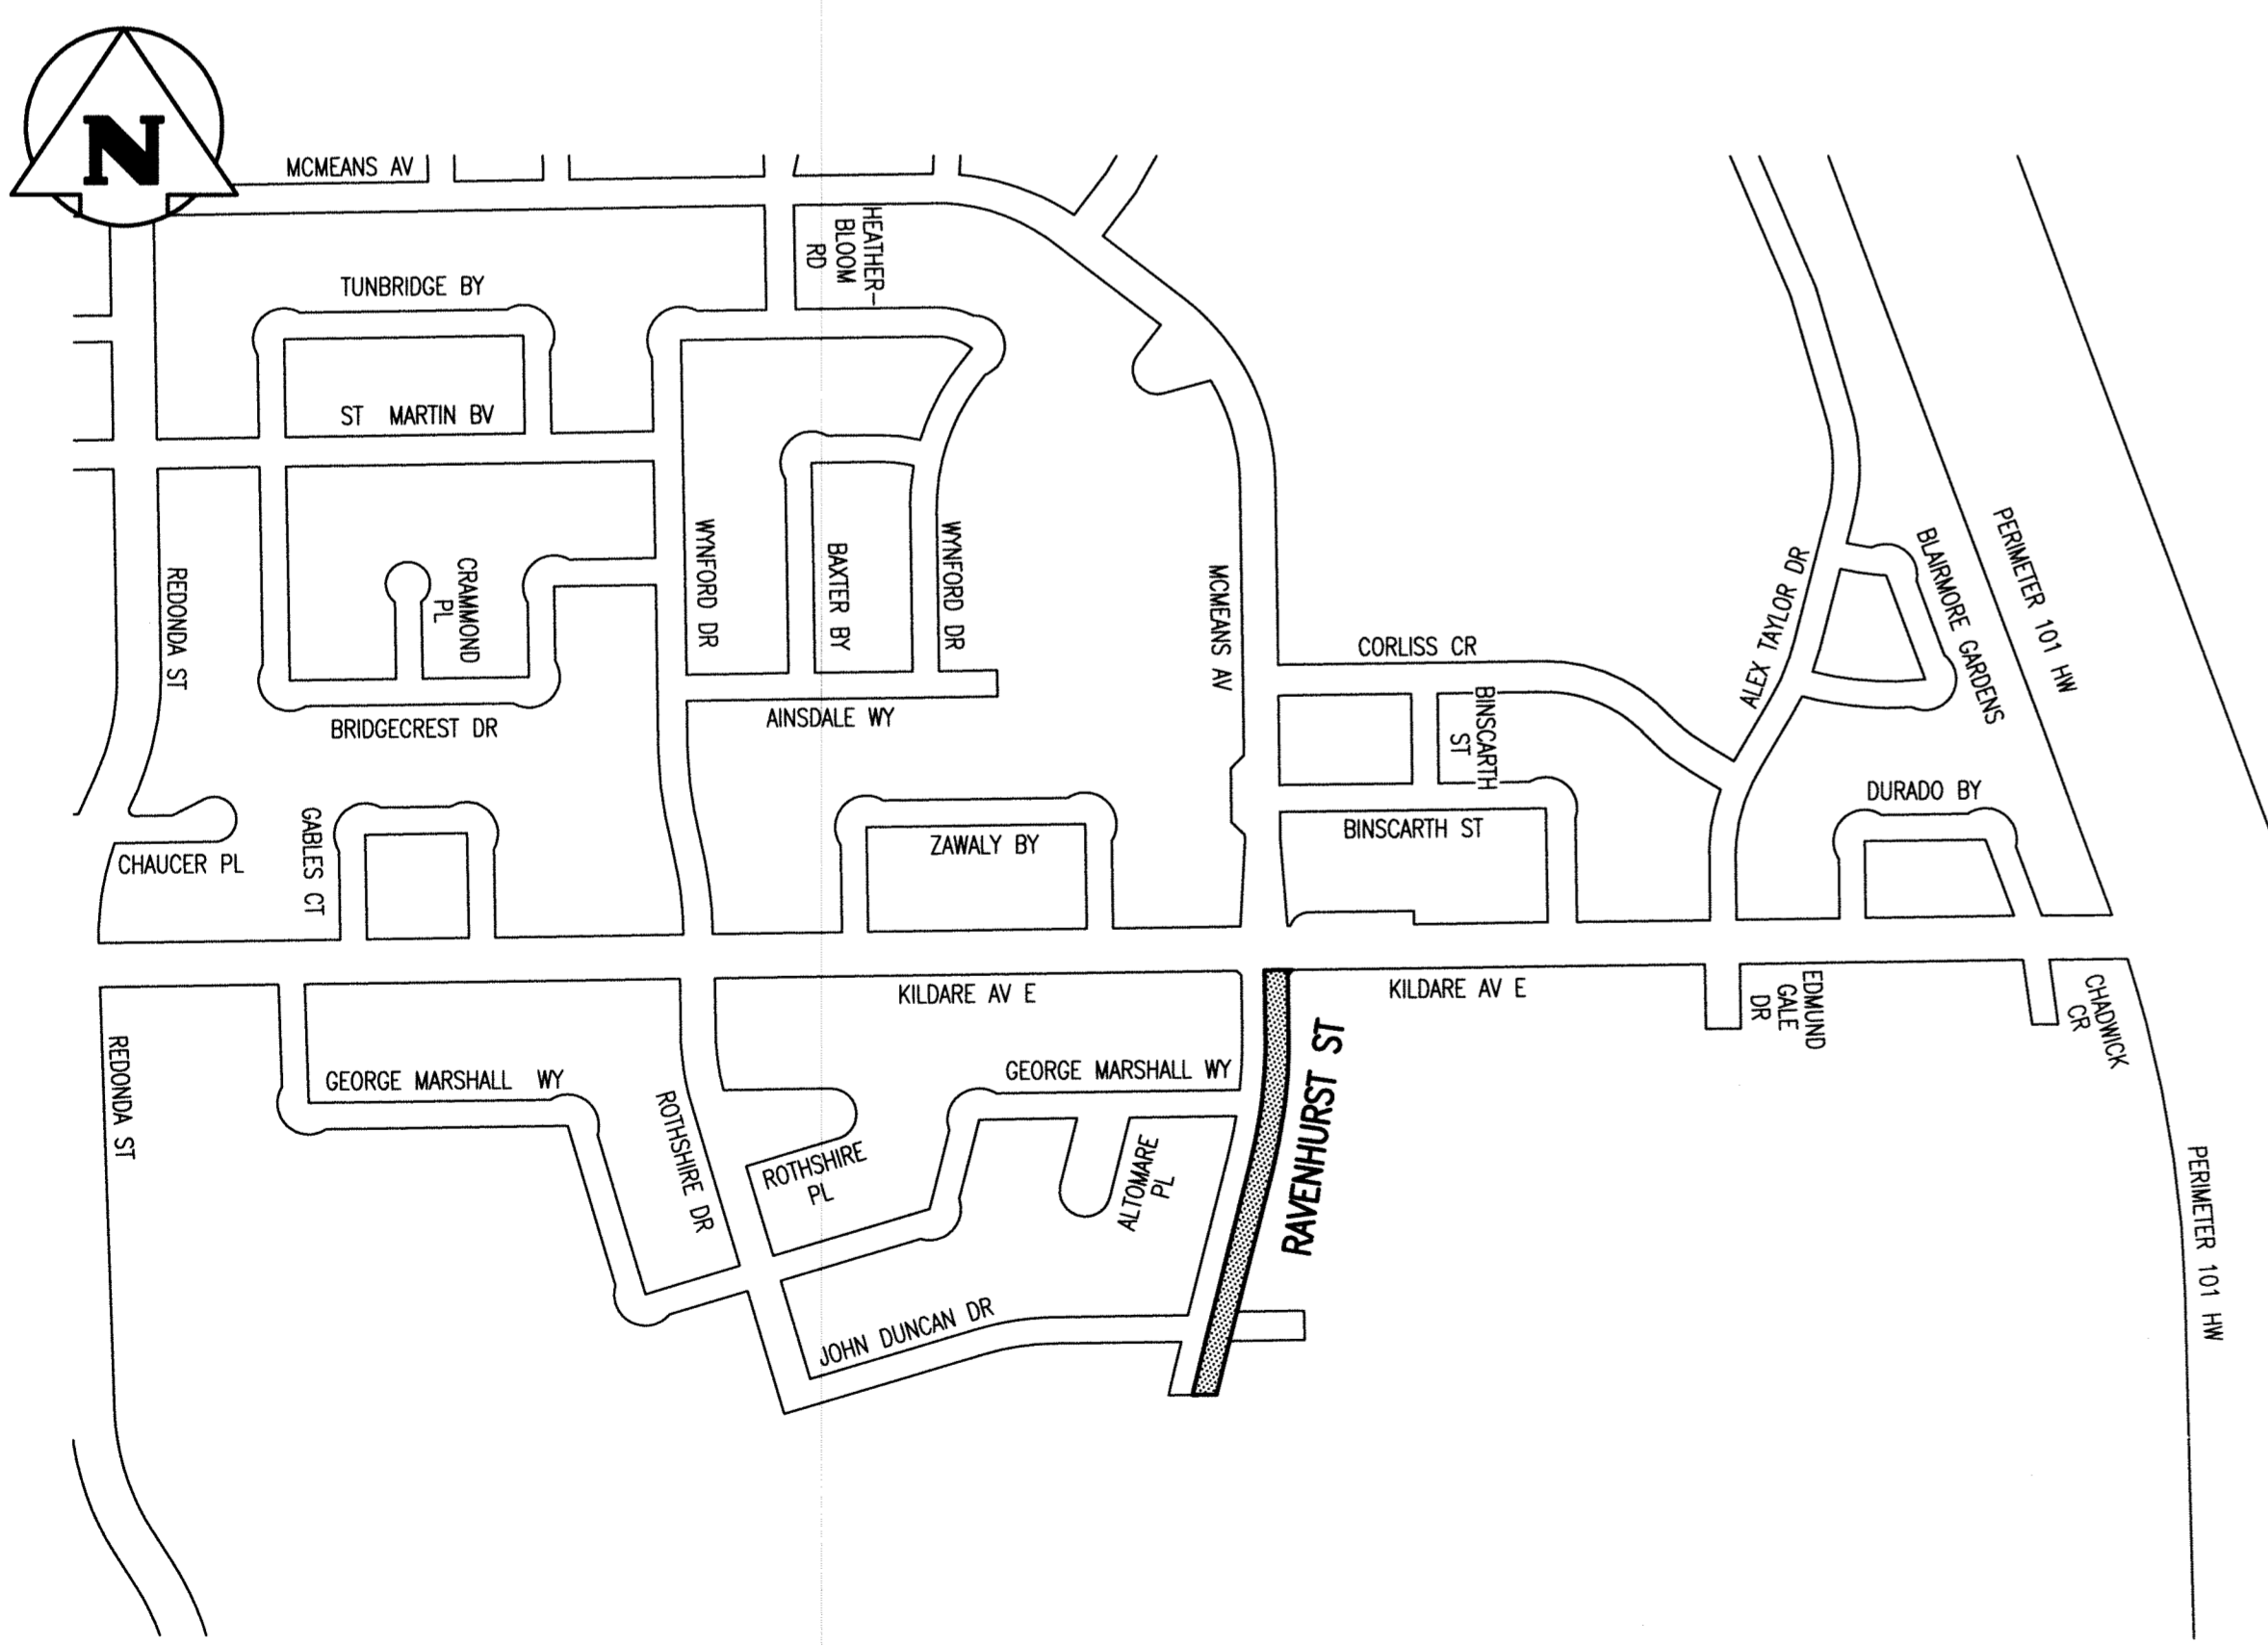 N
MCMEANS AV
HEATHER-
BLOOM
RD
TUNBRIDGE BY
ST MARTIN BV
REDONDA ST
CRAMMOND
PL
WYNFORD DR
BAXTER BY
WYNFORD DR
MCMEANS AV
ALEX TAYLOR DR
BLAIRMORE GARDENS
PERIMETER 101 HW
CORLISS CR
BINSCARTH
ST
BRIDGECREST DR
AINSDALE WY
DURADO BY
BINSCARTH ST
ZAWALY BY
GABLES CT
CHAUCER PL
KILDARE AV E
KILDARE AV E
EDMUND
GALE
DR
CHADWICK
CR
REDONDA ST
GEORGE MARSHALL WY
GEORGE MARSHALL WY
RAVENHURST ST
ROTHSHIRE DR
ROTHSHIRE
PL
ALTOMARE
PL
PERIMETER 101 HW
JOHN DUNCAN DR